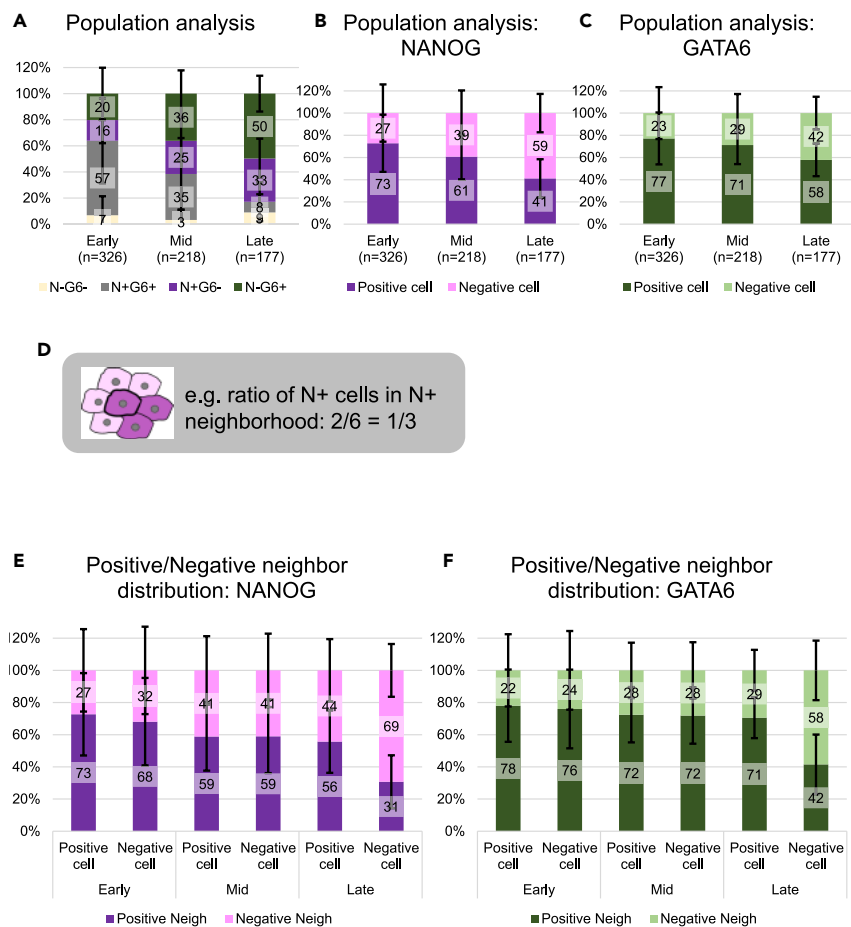 A Population analysis
120%
100%
80%
60%
40%
20%
0%
20 36 50
16 25 33
57 35 8
7 3 9
Early Mid Late
(n=326) (n=218) (n=177)
N-G6- N+G6+ N+G6- N-G6+
B Population analysis:
NANOG
120%
100%
80%
60%
40%
20%
0%
27 39 59
73 61 41
Early Mid Late
(n=326) (n=218) (n=177)
Positive cell Negative cell
C Population analysis:
GATA6
120%
100%
80%
60%
40%
20%
0%
23 29 42
77 71 58
Early Mid Late
(n=326) (n=218) (n=177)
Positive cell Negative cell
D
e.g. ratio of N+ cells in N+
neighborhood: 2/6 = 1/3
E Positive/Negative neighbor
distribution: NANOG
120%
100%
80%
60%
40%
20%
0%
27 32 41 41 44 69
73 68 59 59 56 31
Positive Negative Positive Negative Positive Negative
cell cell cell cell cell cell
Early Mid Late
Positive Neigh Negative Neigh
F Positive/Negative neighbor
distribution: GATA6
120%
100%
80%
60%
40%
20%
0%
22 24 28 28 29 58
78 76 72 72 71 42
Positive Negative Positive Negative Positive Negative
cell cell cell cell cell cell
Early Mid Late
Positive Neigh Negative Neigh